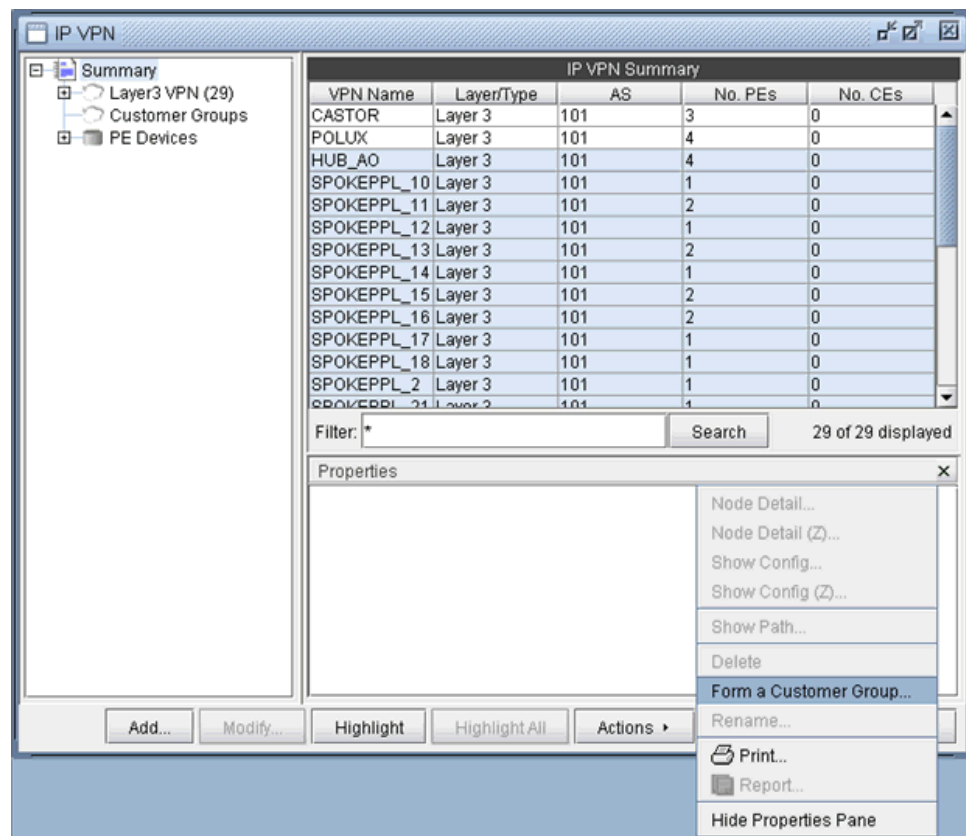 IP VPN
Summary
Layer3 VPN (29)
Customer Groups
PE Devices
IP VPN Summary
VPN Name Layer/Type AS No. PEs No. CEs
CASTOR Layer 3 101 3 0
POLUX Layer 3 101 4 0
HUB_AO Layer 3 101 4 0
SPOKEPPL_10 Layer 3 101 1 0
SPOKEPPL_11 Layer 3 101 2 0
SPOKEPPL_12 Layer 3 101 1 0
SPOKEPPL_13 Layer 3 101 2 0
SPOKEPPL_14 Layer 3 101 1 0
SPOKEPPL_15 Layer 3 101 2 0
SPOKEPPL_16 Layer 3 101 2 0
SPOKEPPL_17 Layer 3 101 1 0
SPOKEPPL_18 Layer 3 101 1 0
SPOKEPPL_2 Layer 3 101 1 0
SPOKEPPL_21 Layer 3 101 1 0
Filter: * Search 29 of 29 displayed
Properties
Node Detail...
Node Detail (Z)...
Show Config...
Show Config (Z)...
Show Path...
Delete
Form a Customer Group...
Rename...
Print...
Report...
Hide Properties Pane
Add... Modify... Highlight Highlight All Actions